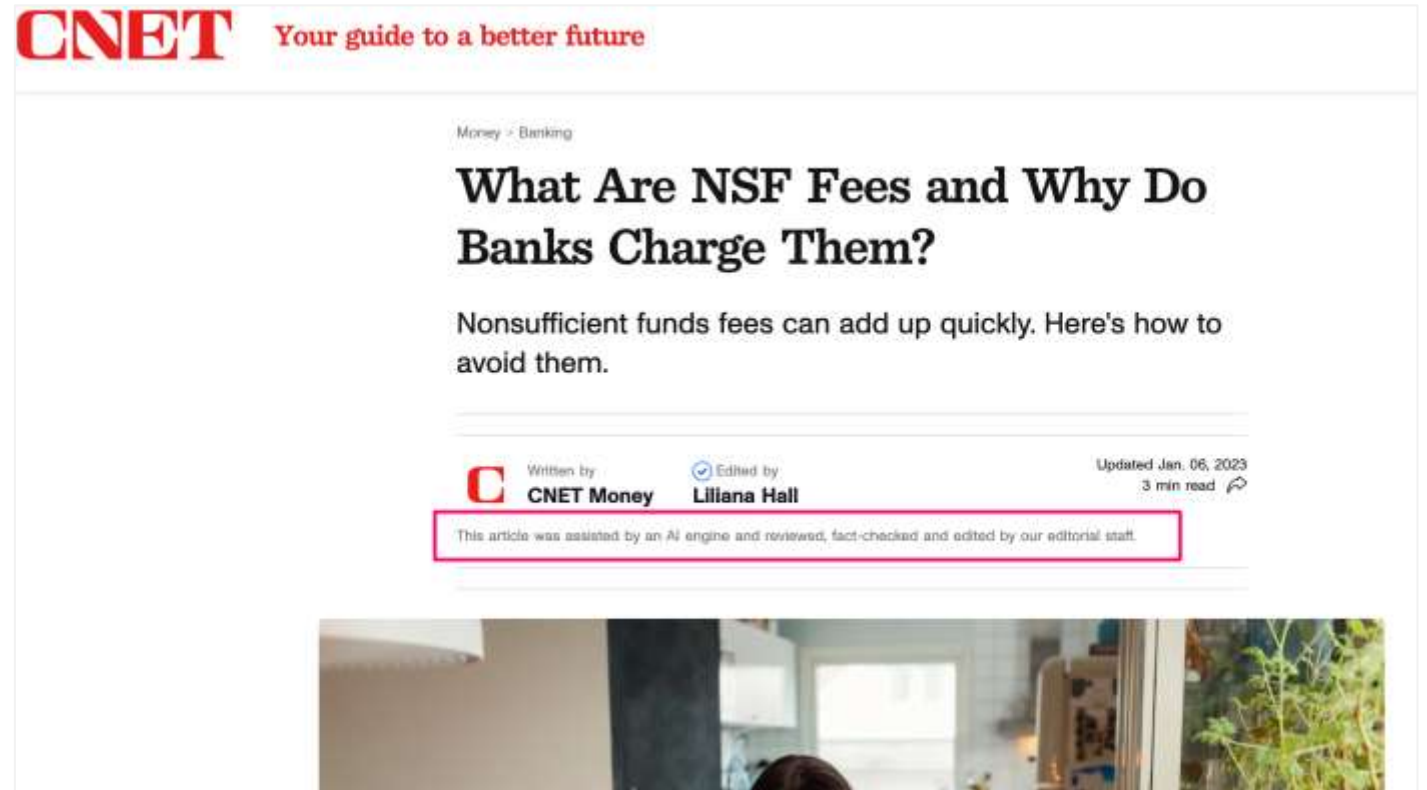 CNET Your guide to a better future
Money > Banking
What Are NSF Fees and Why Do
Banks Charge Them?
Nonsufficient funds fees can add up quickly. Here's how to
avoid them.
C
Written by
CNET Money
Edited by
Liliana Hall
Updated Jan. 06, 2023
3 min read
This article was assisted by an AI engine and reviewed, fact-checked and edited by our editorial staff.